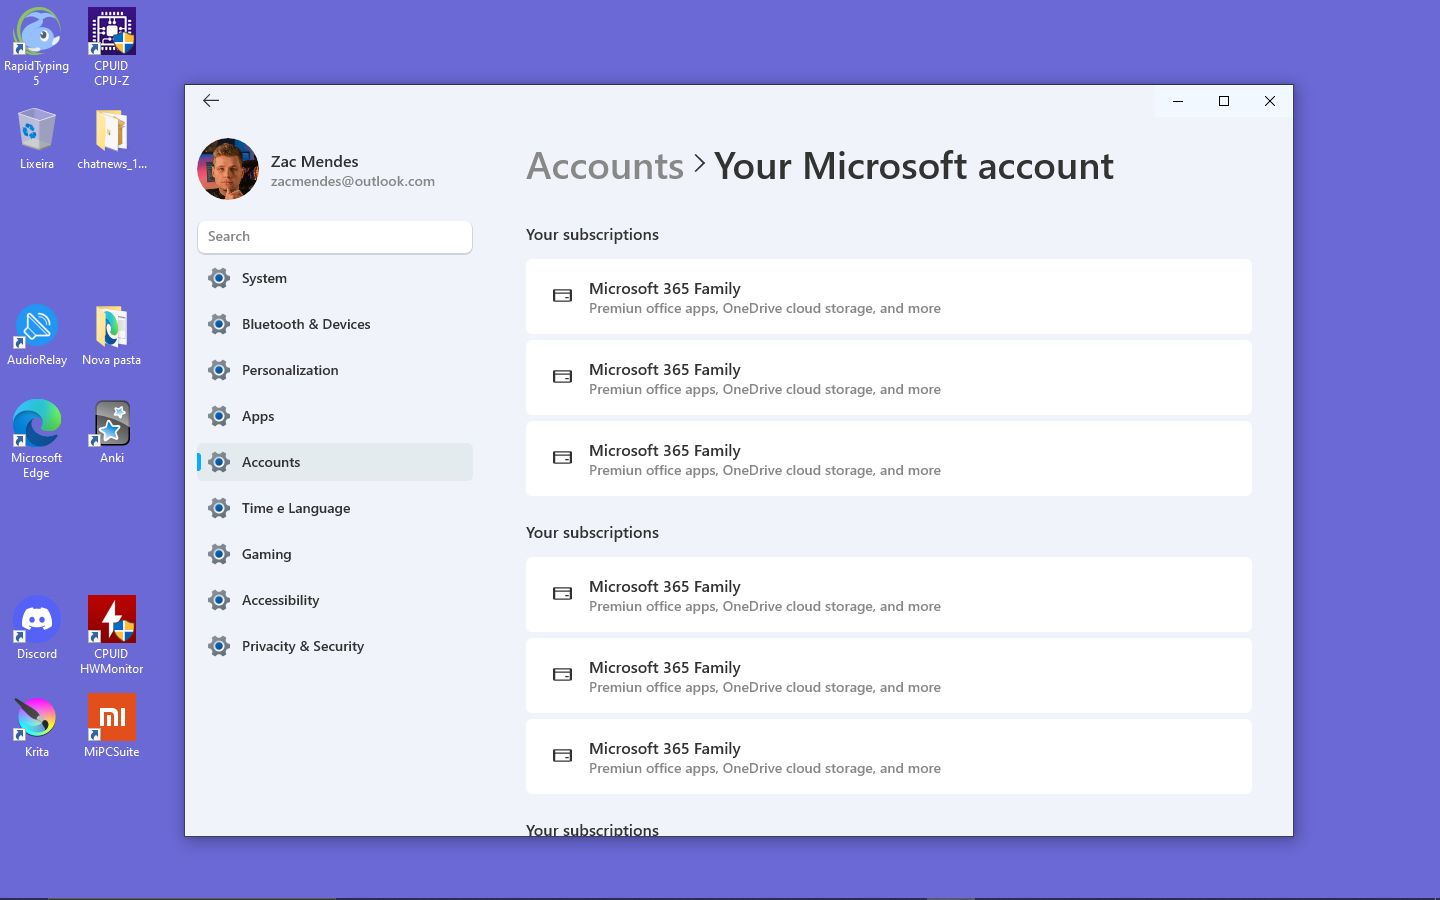 RapidTyping
5
CPUID
CPU-Z
Lixeira
chatnews_1...
AudioRelay
Nova pasta
Microsoft
Edge
Anki
Discord
CPUID
HWMonitor
Krita
MI
MiPCSuite
Zac Mendes
zacmendes@outlook.com
Search
System
Bluetooth & Devices
Personalization
Apps
Accounts
Time e Language
Gaming
Accessibility
Privacity & Security
Accounts > Your Microsoft account
Your subscriptions
Microsoft 365 Family
Premiun office apps, OneDrive cloud storage, and more
Microsoft 365 Family
Premiun office apps, OneDrive cloud storage, and more
Microsoft 365 Family
Premiun office apps, OneDrive cloud storage, and more
Your subscriptions
Microsoft 365 Family
Premiun office apps, OneDrive cloud storage, and more
Microsoft 365 Family
Premiun office apps, OneDrive cloud storage, and more
Microsoft 365 Family
Premiun office apps, OneDrive cloud storage, and more
Your subscriptions